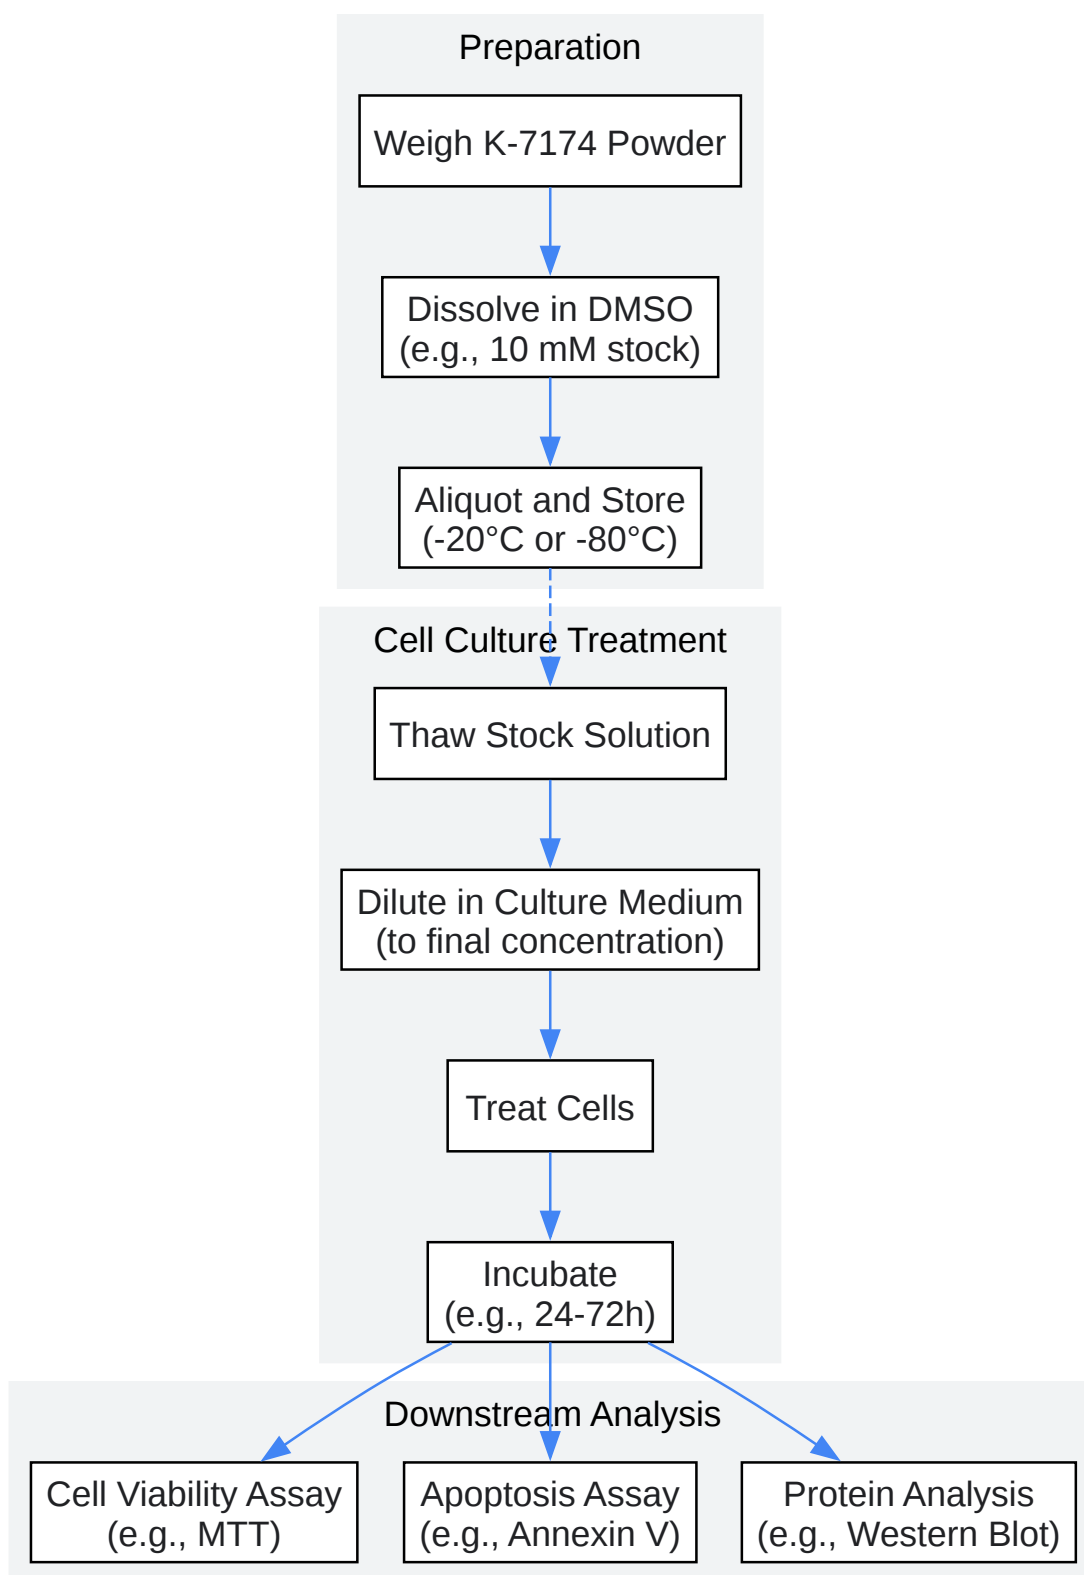 Preparation
Weigh K-7174 Powder
Dissolve in DMSO
(e.g., 10 mM stock)
Aliquot and Store
(-20°C or -80°C)
Cell Culture Treatment
Thaw Stock Solution
Dilute in Culture Medium
(to final concentration)
Treat Cells
Incubate
(e.g., 24-72h)
Downstream Analysis
Cell Viability Assay
(e.g., MTT)
Apoptosis Assay
(e.g., Annexin V)
Protein Analysis
(e.g., Western Blot)